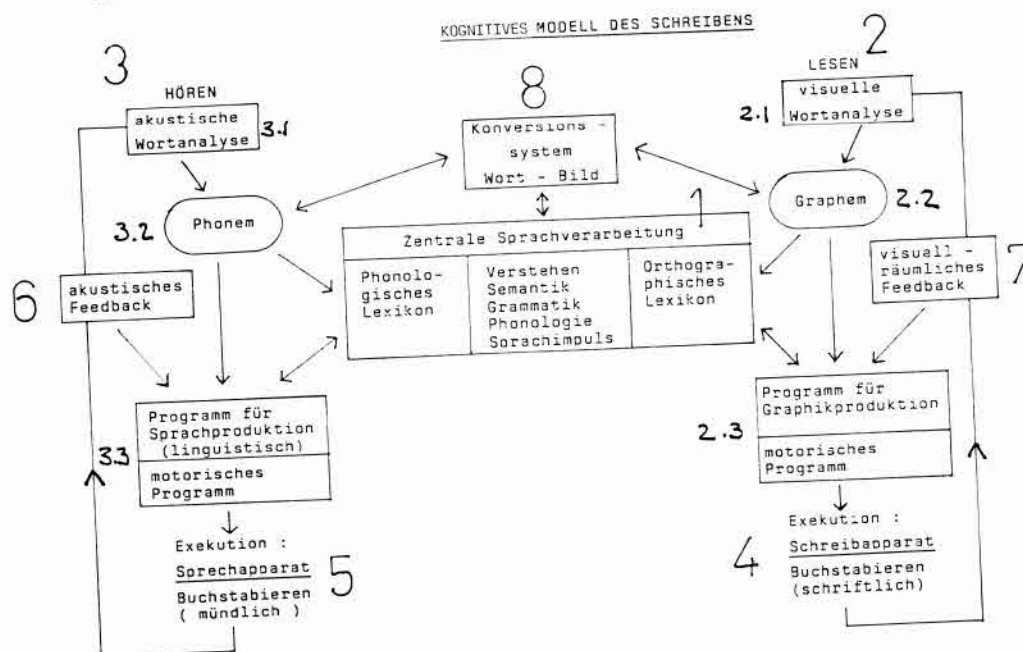 KOGNITIVES MODELL DES SCHREIBENS
3
HÖREN
akustische
Wortanalyse
3.1
8
Konversions -
system
Wort - Bild
2
LESEN
visuelle
Wortanalyse
2.1
3.2
Phonem
Graphem
2.2
1
Zentrale Sprachverarbeitung
Phonolo-
gisches
Lexikon
Verstehen
Semantik
Grammatik
Phonologie
Sprachimpuls
Orthogra-
phisches
Lexikon
6
akustisches
Feedback
visuall -
räumliches
Feedback
7
Programm für
Sprachproduktion
(linguistisch)
3.3
motorisches
Programm
Programm für
Graphikproduktion
2.3
motorisches
Programm
Exekution :
Sprechapparat
Buchstabieren
( mündlich )
5
Exekution :
Schreibapparat
Buchstabieren
(schriftlich)
4